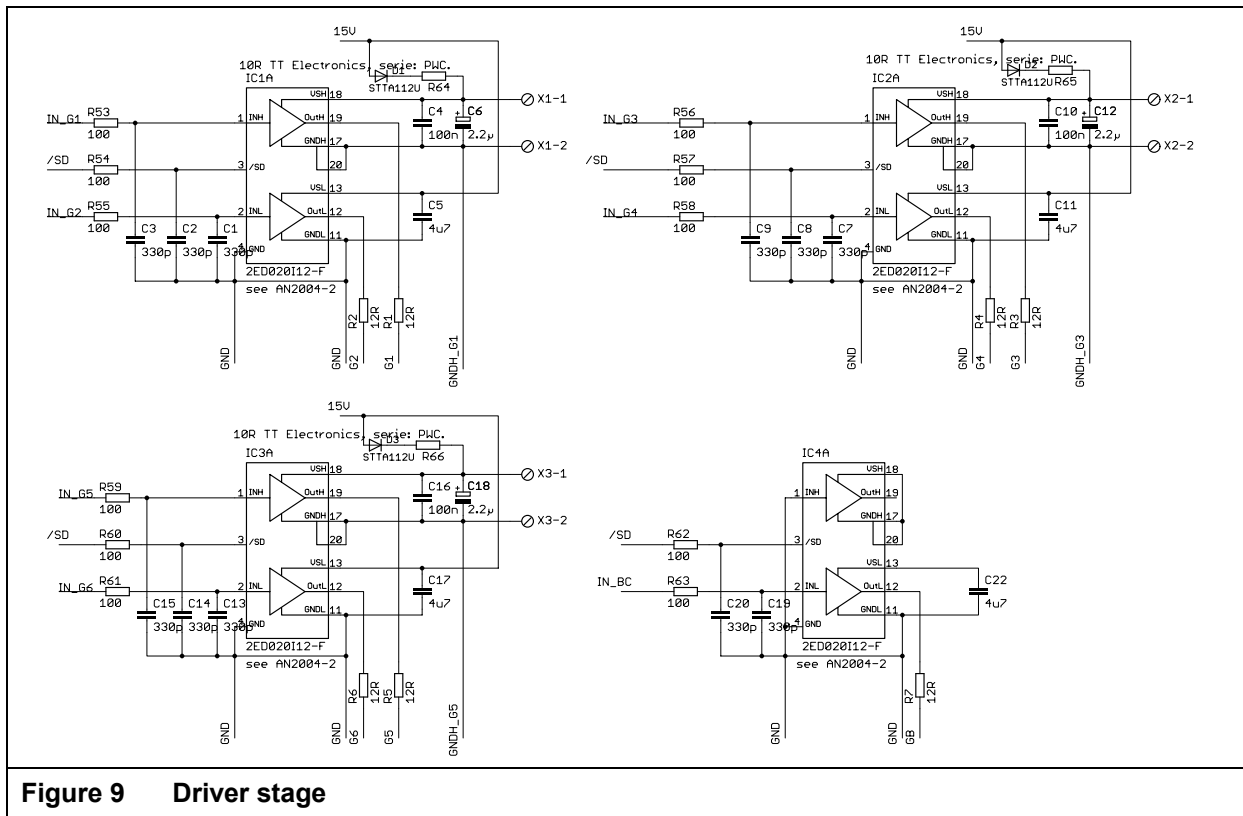 15V
10R TT Electronics, serie: PWC.
D1
STTA112U
R64
IC1A
VSH 18
X1-1
IN_G1
R53
100
1 INH
OutH 19
C4
100n
C6
2.2µ
GNDH 17
X1-2
20
/SD
R54
100
3 /SD
VSL 13
IN_G2
R55
100
2 INL
OutL 12
C5
4u7
GNDL 11
C3
330p
C2
330p
C1
330p
4 GND
2ED020I12-F
see AN2004-2
R2
12R
R1
12R
GND
GND
G2
G1
GNDH_G1
15V
10R TT Electronics, serie: PWC.
D2
STTA112U
R65
IC2A
VSH 18
X2-1
IN_G3
R56
100
1 INH
OutH 19
C10
100n
C12
2.2µ
GNDH 17
X2-2
20
/SD
R57
100
3 /SD
VSL 13
IN_G4
R58
100
2 INL
OutL 12
C11
4u7
GNDL 11
C9
330p
C8
330p
C7
330p
4 GND
2ED020I12-F
see AN2004-2
R4
12R
R3
12R
GND
GND
G4
G3
GNDH_G3
15V
10R TT Electronics, serie: PWC.
D3
STTA112U
R66
IC3A
VSH 18
X3-1
IN_G5
R59
100
1 INH
OutH 19
C16
100n
C18
2.2µ
GNDH 17
X3-2
20
/SD
R60
100
3 /SD
VSL 13
IN_G6
R61
100
2 INL
OutL 12
C17
4u7
GNDL 11
C15
330p
C14
330p
C13
330p
4 GND
2ED020I12-F
see AN2004-2
R6
12R
R5
12R
GND
GND
G6
G5
GNDH_G5
IC4A
VSH 18
1 INH
OutH 19
GNDH 17
20
/SD
R62
100
3 /SD
VSL 13
IN_BC
R63
100
2 INL
OutL 12
C22
4u7
GNDL 11
C20
330p
C19
330p
4 GND
2ED020I12-F
see AN2004-2
R7
12R
GND
GND
GB
Figure 9 Driver stage